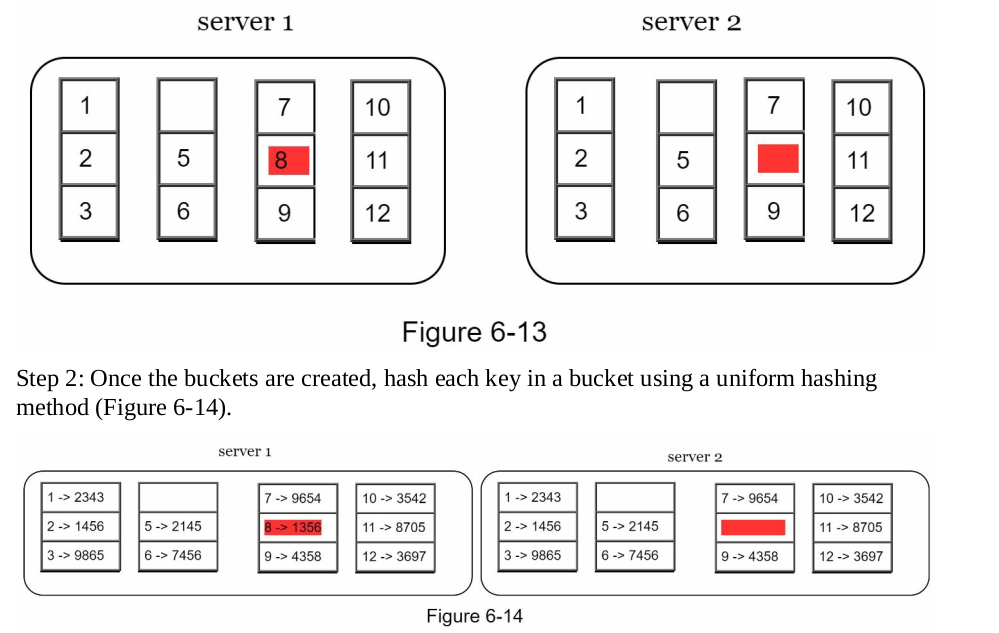 server 1 server 2
1 7 10 1 7 10
2 5 8 11 2 5 11
3 6 9 12 3 6 9 12
Figure 6-13
Step 2: Once the buckets are created, hash each key in a bucket using a uniform hashing
method (Figure 6-14).
server 1 server 2
1 -> 2343 7 -> 9654 10 -> 3542 1 -> 2343 7 -> 9654 10 -> 3542
2 -> 1456 5 -> 2145 8 -> 1356 11 -> 8705 2 -> 1456 5 -> 2145 11 -> 8705
3 -> 9865 6 -> 7456 9 -> 4358 12 -> 3697 3 -> 9865 6 -> 7456 9 -> 4358 12 -> 3697
Figure 6-14